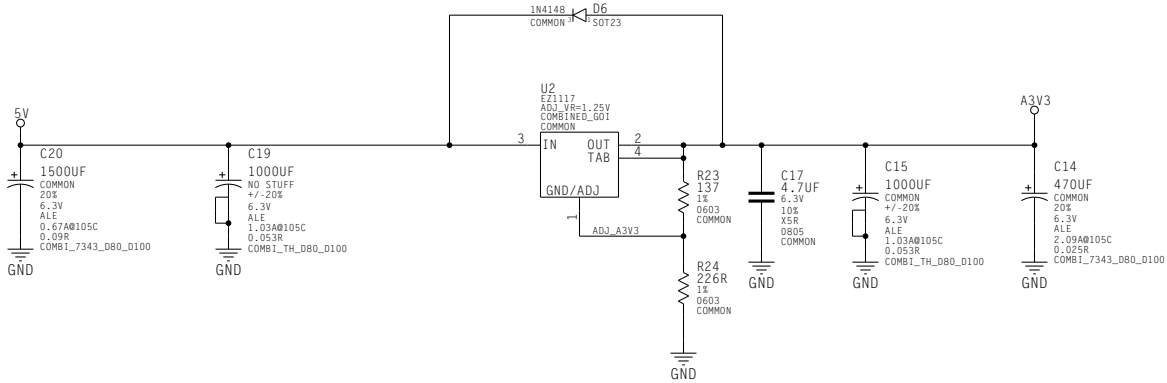 1N4148
COMMON
3
1
D6
SOT23
U2
EZ1117
ADJ_VR=1.25V
COMBINED_GOI
COMMON
3
IN
OUT
2
TAB
4
GND/ADJ
1
ADJ_A3V3
5V
C20
1500UF
COMMON
20%
6.3V
ALE
0.67A@105C
0.09R
COMBI_7343_D80_D100
GND
C19
1000UF
NO STUFF
+/-20%
6.3V
ALE
1.03A@105C
0.053R
COMBI_TH_D80_D100
GND
R23
137
1%
0603
COMMON
R24
226R
1%
0603
COMMON
GND
C17
4.7UF
6.3V
10%
X5R
0805
COMMON
GND
C15
1000UF
COMMON
+/-20%
6.3V
ALE
1.03A@105C
0.053R
COMBI_TH_D80_D100
GND
A3V3
C14
470UF
COMMON
20%
6.3V
ALE
2.09A@105C
0.025R
COMBI_7343_D80_D100
GND